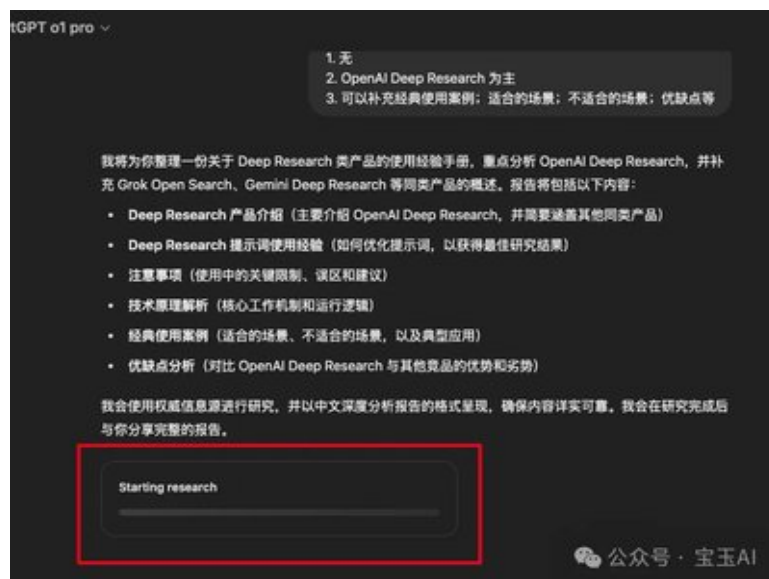 tGPT o1 pro
1. 无
2. OpenAI Deep Research 为主
3. 可以补充经典使用案例；适合的场景；不适合的场景；优缺点等
我将为你整理一份关于 Deep Research 类产品的使用经验手册，重点分析 OpenAI Deep Research，并补
充 Grok Open Search、Gemini Deep Research 等同类产品的概述。报告将包括以下内容：
• Deep Research 产品介绍（主要介绍 OpenAI Deep Research，并简要涵盖其他同类产品）
• Deep Research 提示词使用经验（如何优化提示词，以获得最佳研究结果）
• 注意事项（使用中的关键限制、误区和建议）
• 技术原理解析（核心工作机制和运行逻辑）
• 经典使用案例（适合的场景、不适合的场景，以及典型应用）
• 优缺点分析（对比 OpenAI Deep Research 与其他竞品的优势和劣势）
我会使用权威信息源进行研究，并以中文深度分析报告的格式呈现，确保内容详实可靠。我会在研究完成后
与你分享完整的报告。
Starting research
公众号 · 宝玉AI